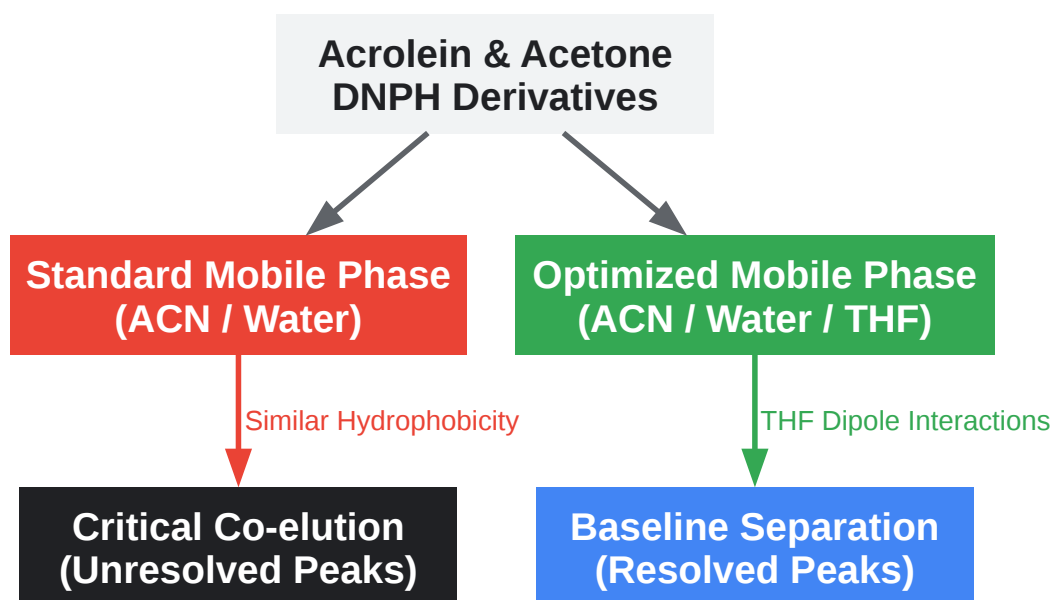 Acrolein & Acetone
DNPH Derivatives
Standard Mobile Phase
(ACN / Water)
Optimized Mobile Phase
(ACN / Water / THF)
Similar Hydrophobicity
THF Dipole Interactions
Critical Co-elution
(Unresolved Peaks)
Baseline Separation
(Resolved Peaks)